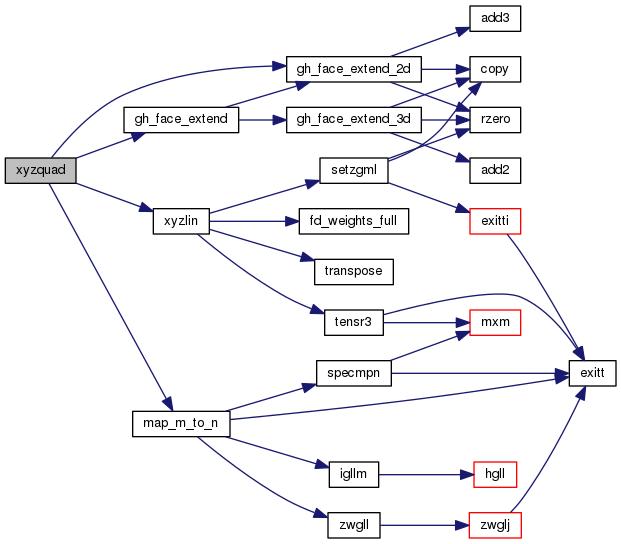 add3
gh_face_extend_2d
copy
gh_face_extend
gh_face_extend_3d
rzero
xyzquad
setzgml
add2
xyzlin
fd_weights_full
exitti
transpose
tensr3
mxm
specmpn
exitt
map_m_to_n
igllm
hgll
zwgll
zwglj